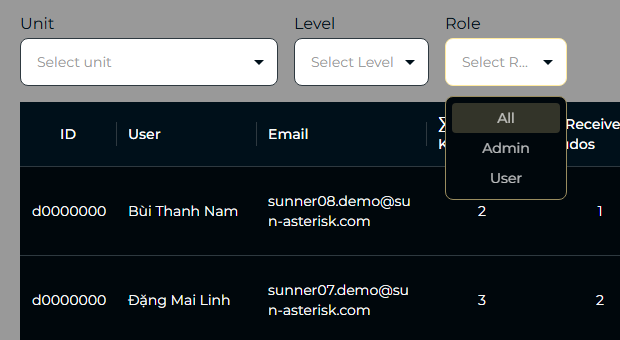 Unit Level Role
Select unit Select Level Select R...
All
Admin
User
ID User Email
Receive
d0000000 Bùi Thanh Nam sunner08.demo@su
n-asterisk.com 2 1
d0000000 Đặng Mai Linh sunner07.demo@su
n-asterisk.com 3 2